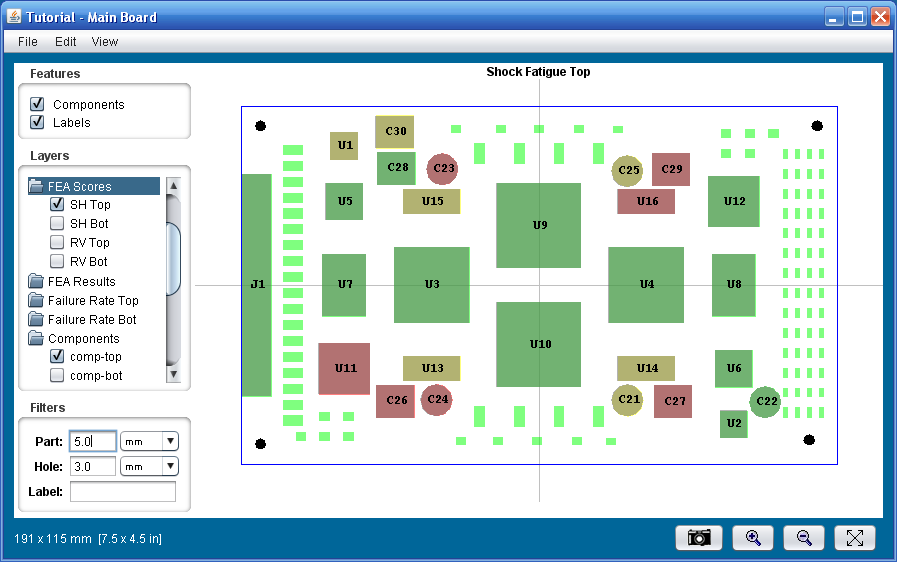 Tutorial - Main Board
File Edit View
Features
Components
Labels
Layers
FEA Scores
SH Top
SH Bot
RV Top
RV Bot
FEA Results
Failure Rate Top
Failure Rate Bot
Components
comp-top
comp-bot
Filters
Part: 5.0 mm
Hole: 3.0 mm
Label:
Shock Fatigue Top
U1 C30
C28 C23 C25 C29
U5 U15 U9 U16 U12
J1 U7 U3 U4 U8
U10
U11 U13 U14 U6
C26 C24 C21 C27 C22
U2
191 x 115 mm [7.5 x 4.5 in]